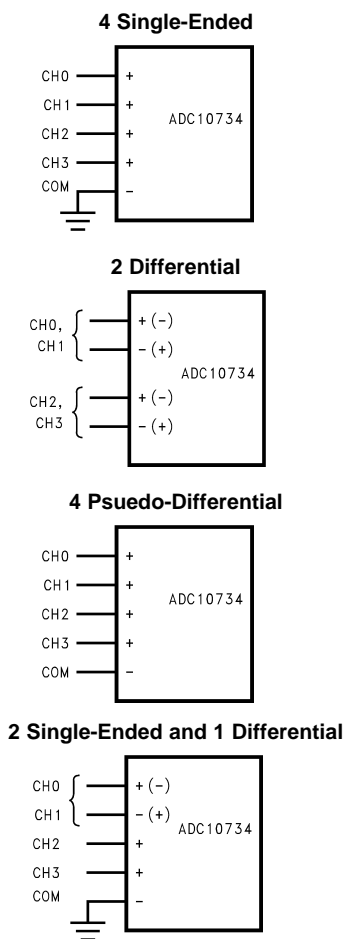 4 Single-Ended
CH0 +
CH1 +
ADC10734
CH2 +
CH3 +
COM −
2 Differential
CH0, + (−)
CH1 − (+)
ADC10734
CH2, + (−)
CH3 − (+)
4 Psuedo-Differential
CH0 +
CH1 +
ADC10734
CH2 +
CH3 +
COM −
2 Single-Ended and 1 Differential
CH0 + (−)
CH1 − (+)
ADC10734
CH2 +
CH3 +
COM −